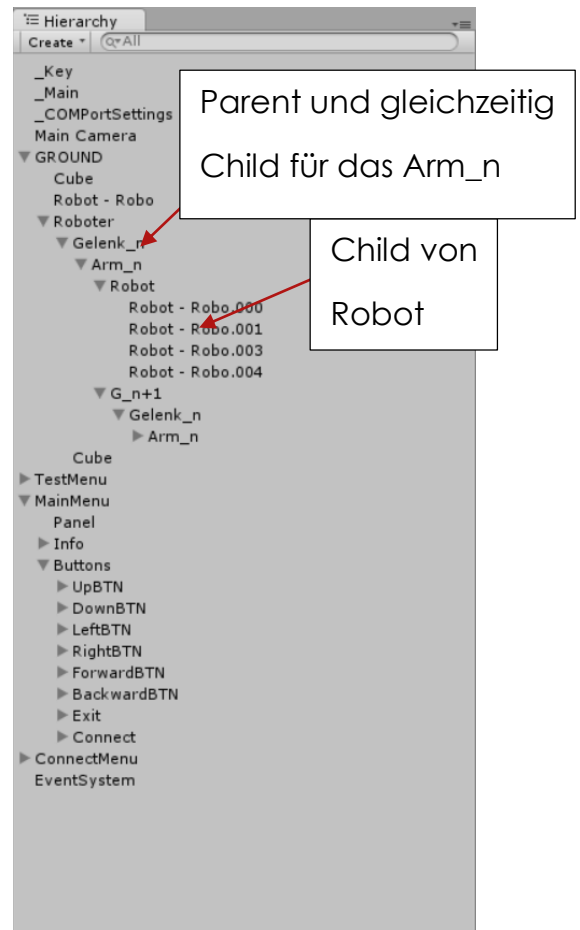 Hierarchy
Create All
_Key
_Main
_COMPortSettings
Main Camera
GROUND
Cube
Robot - Robo
Roboter
Gelenk_n
Arm_n
Robot
Robot - Robo.000
Robot - Robo.001
Robot - Robo.003
Robot - Robo.004
G_n+1
Gelenk_n
Arm_n
Cube
TestMenu
MainMenu
Panel
Info
Buttons
UpBTN
DownBTN
LeftBTN
RightBTN
ForwardBTN
BackwardBTN
Exit
Connect
ConnectMenu
EventSystem
Parent und gleichzeitig
Child für das Arm_n
Child von
Robot